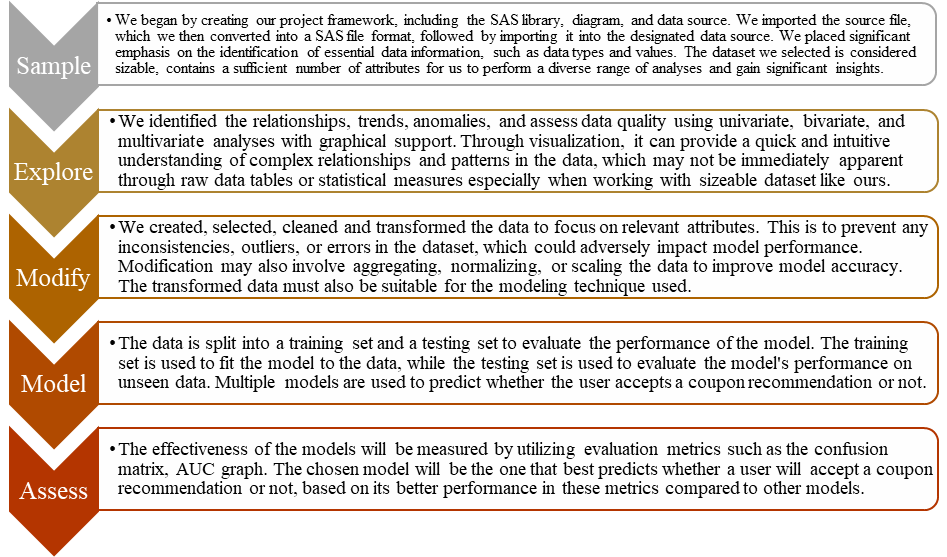 Sample
• We began by creating our project framework, including the SAS library, diagram, and data source. We imported the source file,
which we then converted into a SAS file format, followed by importing it into the designated data source. We placed significant
emphasis on the identification of essential data information, such as data types and values. The dataset we selected is considered
sizable, contains a sufficient number of attributes for us to perform a diverse range of analyses and gain significant insights.
Explore
• We identified the relationships, trends, anomalies, and assess data quality using univariate, bivariate, and
multivariate analyses with graphical support. Through visualization, it can provide a quick and intuitive
understanding of complex relationships and patterns in the data, which may not be immediately apparent
through raw data tables or statistical measures especially when working with sizeable dataset like ours.
Modify
• We created, selected, cleaned and transformed the data to focus on relevant attributes. This is to prevent any
inconsistencies, outliers, or errors in the dataset, which could adversely impact model performance.
Modification may also involve aggregating, normalizing, or scaling the data to improve model accuracy.
The transformed data must also be suitable for the modeling technique used.
Model
• The data is split into a training set and a testing set to evaluate the performance of the model. The training
set is used to fit the model to the data, while the testing set is used to evaluate the model's performance on
unseen data. Multiple models are used to predict whether the user accepts a coupon recommendation or not.
Assess
• The effectiveness of the models will be measured by utilizing evaluation metrics such as the confusion
matrix, AUC graph. The chosen model will be the one that best predicts whether a user will accept a coupon
recommendation or not, based on its better performance in these metrics compared to other models.